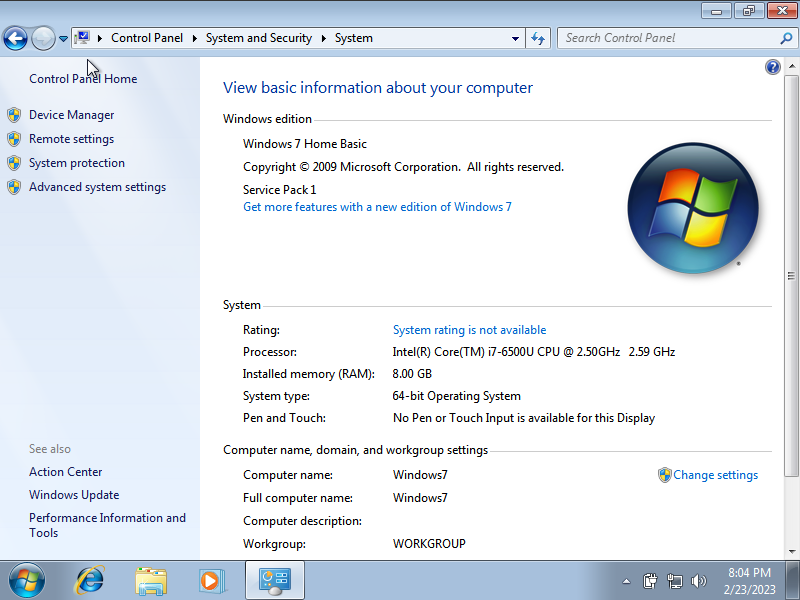 Control Panel System and Security System
Search Control Panel
Control Panel Home
Device Manager
Remote settings
System protection
Advanced system settings
See also
Action Center
Windows Update
Performance Information and
Tools
View basic information about your computer
Windows edition
Windows 7 Home Basic
Copyright © 2009 Microsoft Corporation. All rights reserved.
Service Pack 1
Get more features with a new edition of Windows 7
System
Rating: System rating is not available
Processor: Intel(R) Core(TM) i7-6500U CPU @ 2.50GHz 2.59 GHz
Installed memory (RAM): 8.00 GB
System type: 64-bit Operating System
Pen and Touch: No Pen or Touch Input is available for this Display
Computer name, domain, and workgroup settings
Computer name: Windows7 Change settings
Full computer name: Windows7
Computer description:
Workgroup: WORKGROUP
8:04 PM
2/23/2023